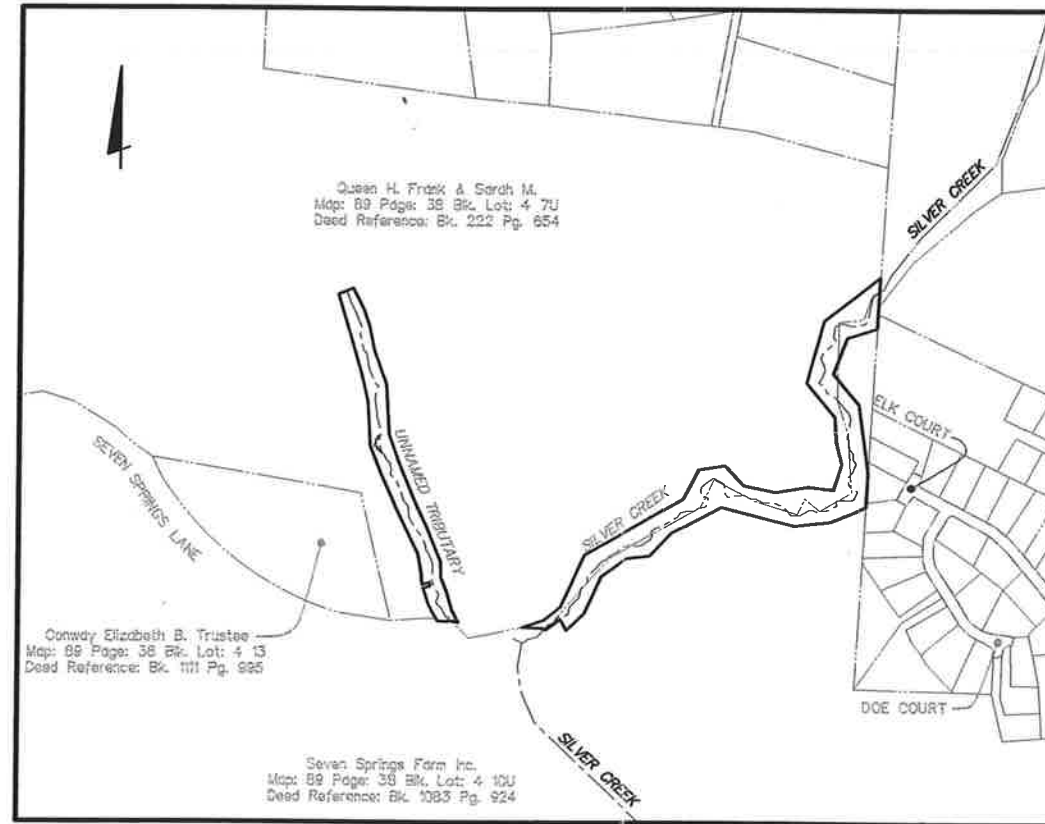 Queen H. Frank & Sarah M.
Map: 89 Page: 38 Blk. Lot: 4 7U
Deed Reference: Bk. 222 Pg. 654
SILVER CREEK
ELK COURT
SEVEN SPRINGS LANE
UNNAMED TRIBUTARY
SILVER CREEK
Conway Elizabeth B. Trustee
Map: 89 Page: 38 Blk. Lot: 4 13
Deed Reference: Bk. 1111 Pg. 995
DOE COURT
Seven Springs Farm Inc.
Map: 89 Page: 38 Blk. Lot: 4 10U
Deed Reference: Bk. 1083 Pg. 924
SILVER CREEK